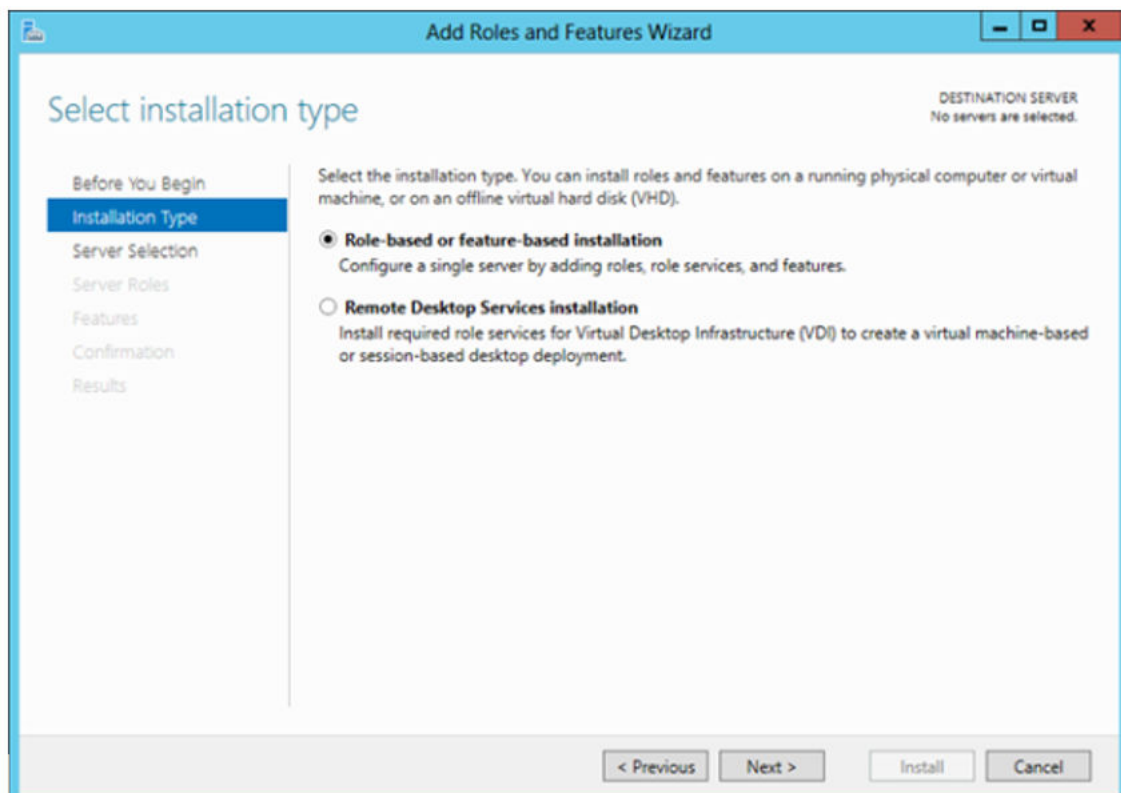 Add Roles and Features Wizard
Select installation type
DESTINATION SERVER
No servers are selected.
Before You Begin
Installation Type
Server Selection
Server Roles
Features
Confirmation
Results
Select the installation type. You can install roles and features on a running physical computer or virtual
machine, or on an offline virtual hard disk (VHD).
Role-based or feature-based installation
Configure a single server by adding roles, role services, and features.
Remote Desktop Services installation
Install required role services for Virtual Desktop Infrastructure (VDI) to create a virtual machine-based
or session-based desktop deployment.
< Previous
Next >
Install
Cancel